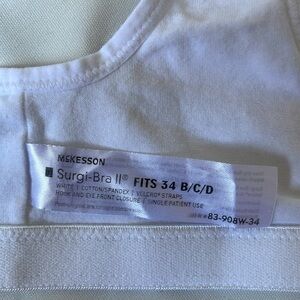 McKESSON
Surgi-Bra II® FITS 34 B/C/D
WHITE | COTTON/SPANDEX | VELCRO® STRAPS
HOOK AND EYE FRONT CLOSURE | SINGLE PATIENT USE
#83-908W-34